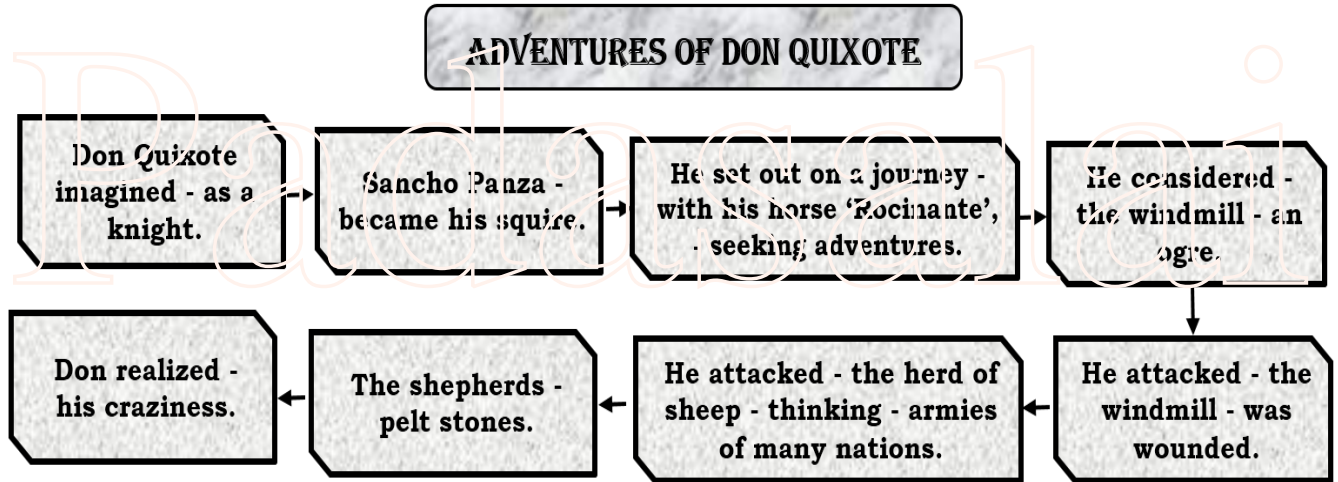 ADVENTURES OF DON QUIXOTE
Don Quixote
imagined - as a
knight.
Sancho Panza -
became his squire.
He set out on a journey -
with his horse ‘Rocinante’,
- seeking adventures.
He considered -
the windmill - an
ogre.
He attacked - the
windmill - was
wounded.
He attacked - the herd of
sheep - thinking - armies
of many nations.
The shepherds -
pelt stones.
Don realized -
his craziness.
Padasalai